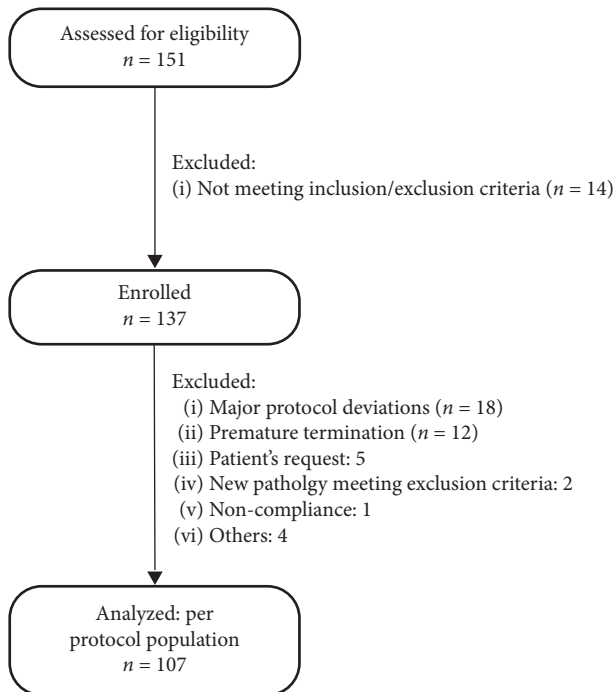 Assessed for eligibility
n = 151
Excluded:
(i) Not meeting inclusion/exclusion criteria (n = 14)
Enrolled
n = 137
Excluded:
(i) Major protocol deviations (n = 18)
(ii) Premature termination (n = 12)
(iii) Patient's request: 5
(iv) New patholgy meeting exclusion criteria: 2
(v) Non-compliance: 1
(vi) Others: 4
Analyzed: per
protocol population
n = 107